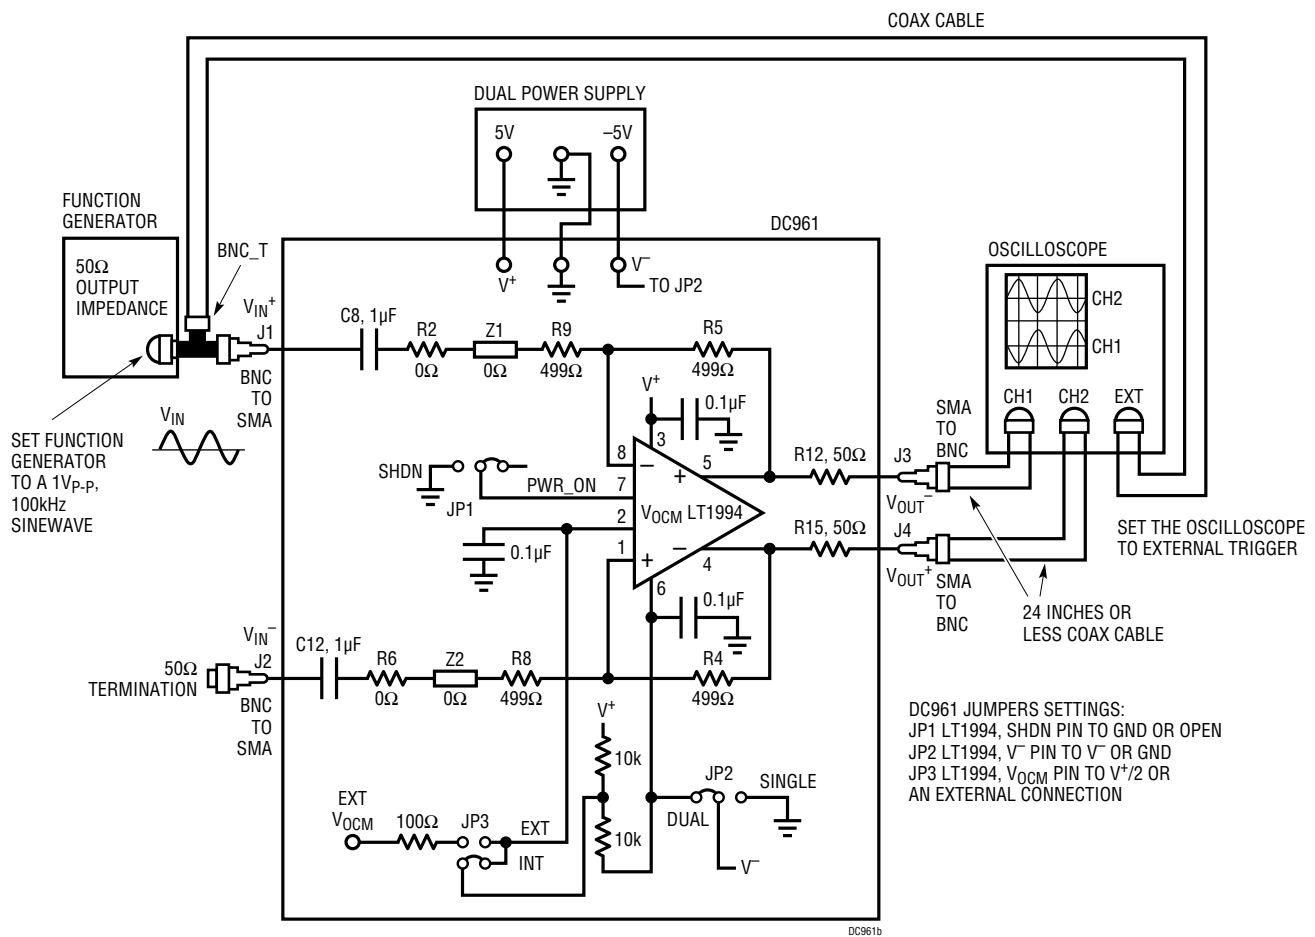 COAX CABLE
DUAL POWER SUPPLY
5V
–5V
FUNCTION
GENERATOR
50Ω
OUTPUT
IMPEDANCE
BNC_T
DC961
V⁺
V⁻
TO JP2
OSCILLOSCOPE
CH2
CH1
CH1
CH2
EXT
VIN⁺
J1
BNC
TO
SMA
C8, 1µF
R2
0Ω
Z1
0Ω
R9
499Ω
R5
499Ω
V⁺
0.1µF
3
SET FUNCTION
GENERATOR
TO A 1VP-P,
100kHz
SINEWAVE
VIN
SHDN
JP1
PWR_ON
8
–
7
2
1
+
VOCM LT1994
+
5
–
4
6
0.1µF
0.1µF
R12, 50Ω
J3
VOUT⁻
SMA
TO
BNC
R15, 50Ω
J4
VOUT⁺
SMA
TO
BNC
SET THE OSCILLOSCOPE
TO EXTERNAL TRIGGER
24 INCHES OR
LESS COAX CABLE
VIN⁻
J2
50Ω
TERMINATION
BNC
TO
SMA
C12, 1µF
R6
0Ω
Z2
0Ω
R8
499Ω
R4
499Ω
V⁺
10k
10k
JP2
SINGLE
DUAL
V⁻
EXT
VOCM
100Ω
JP3
EXT
INT
DC961 JUMPERS SETTINGS:
JP1 LT1994, SHDN PIN TO GND OR OPEN
JP2 LT1994, V⁻ PIN TO V⁻ OR GND
JP3 LT1994, VOCM PIN TO V⁺/2 OR
AN EXTERNAL CONNECTION
DC961b